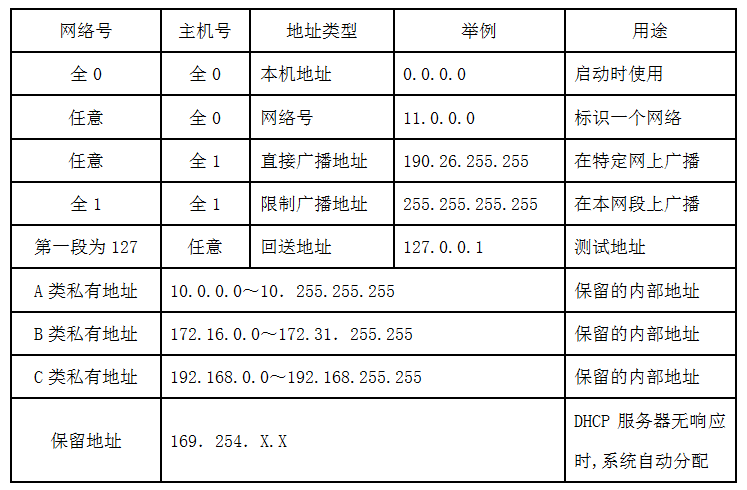 网络号 主机号 地址类型 举例 用途
全0 全0 本机地址 0.0.0.0 启动时使用
任意 全0 网络号 11.0.0.0 标识一个网络
任意 全1 直接广播地址 190.26.255.255 在特定网上广播
全1 全1 限制广播地址 255.255.255.255 在本网段上广播
第一段为127 任意 回送地址 127.0.0.1 测试地址
A类私有地址 10.0.0.0～10. 255.255.255 保留的内部地址
B类私有地址 172.16.0.0～172.31. 255.255 保留的内部地址
C类私有地址 192.168.0.0～192.168.255.255 保留的内部地址
保留地址 169. 254. X.X DHCP 服务器无响应
时,系统自动分配